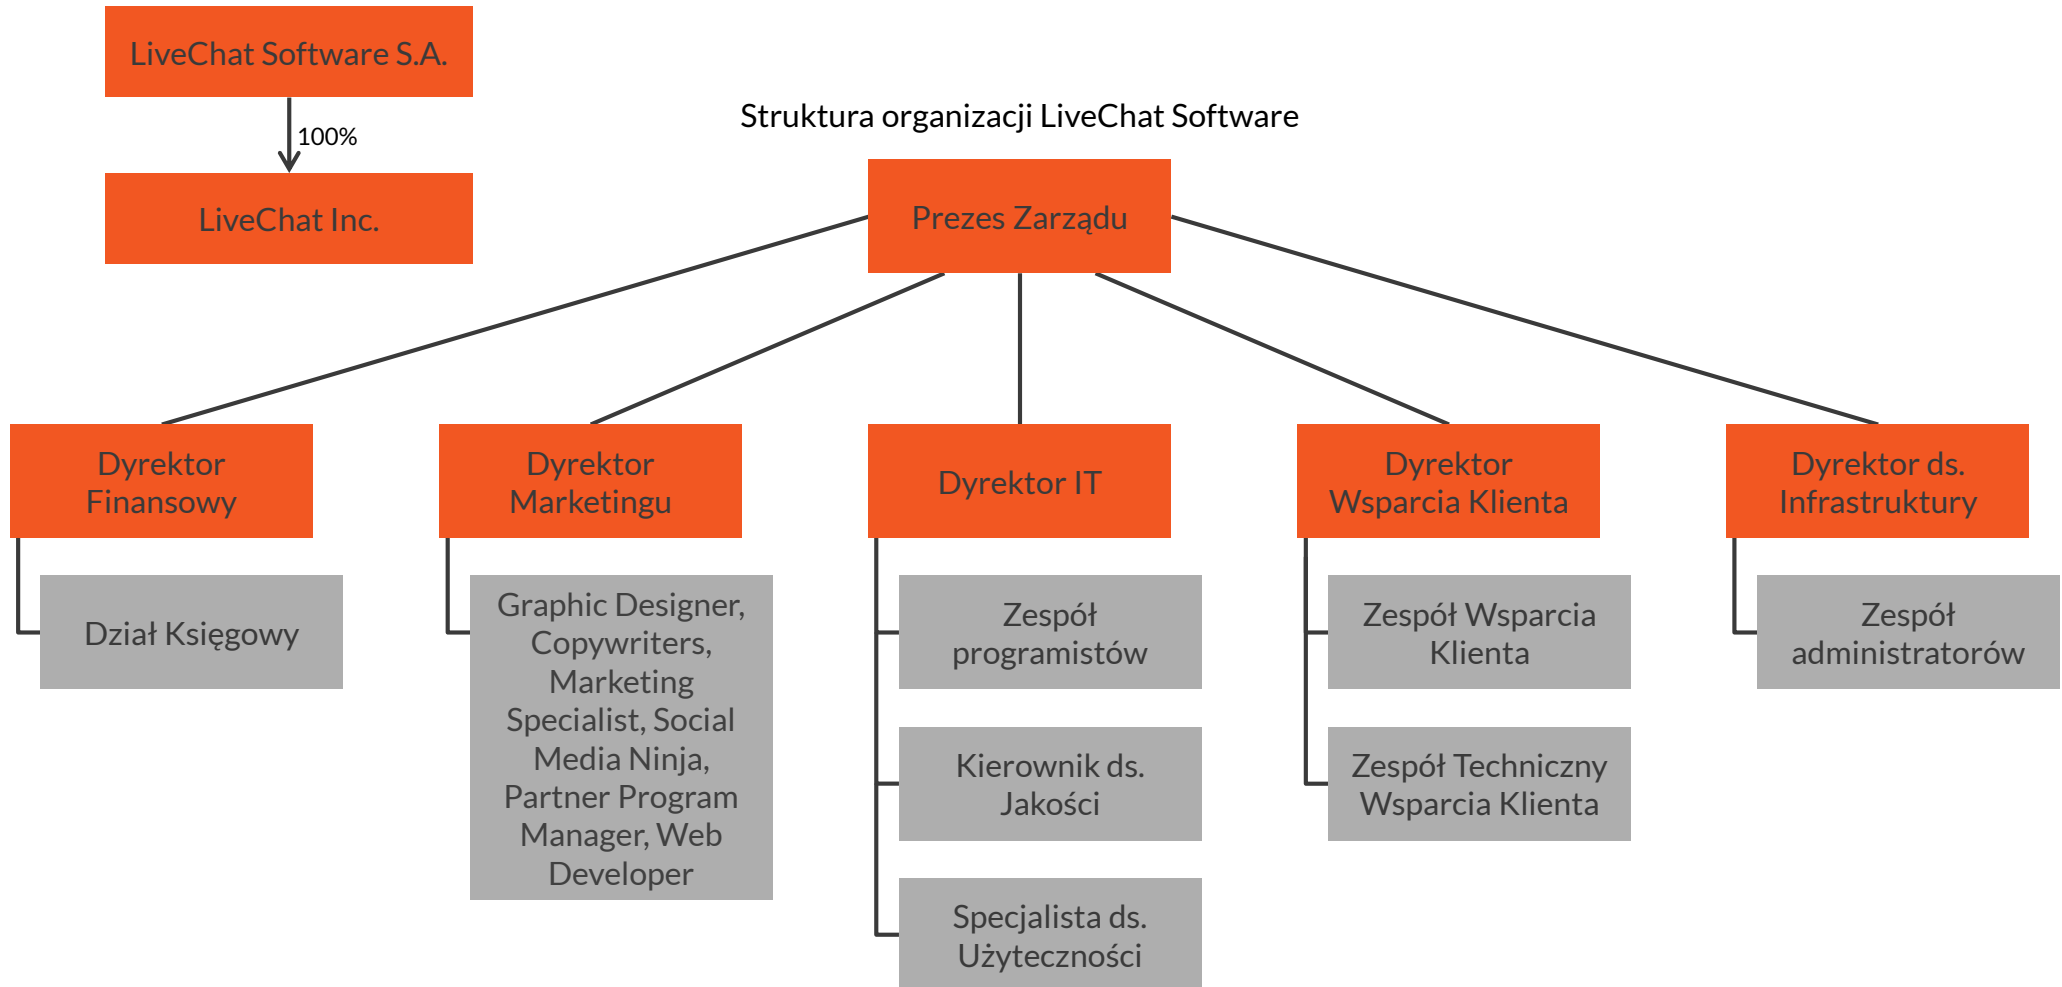 LiveChat Software S.A.
100%
LiveChat Inc.
Struktura organizacji LiveChat Software
Prezes Zarządu
Dyrektor
Finansowy
Dział Księgowy
Dyrektor
Marketingu
Graphic Designer,
Copywriters,
Marketing
Specialist, Social
Media Ninja,
Partner Program
Manager, Web
Developer
Dyrektor IT
Zespół
programistów
Kierownik ds.
Jakości
Specjalista ds.
Użyteczności
Dyrektor
Wsparcia Klienta
Zespół Wsparcia
Klienta
Zespół Techniczny
Wsparcia Klienta
Dyrektor ds.
Infrastruktury
Zespół
administratorów